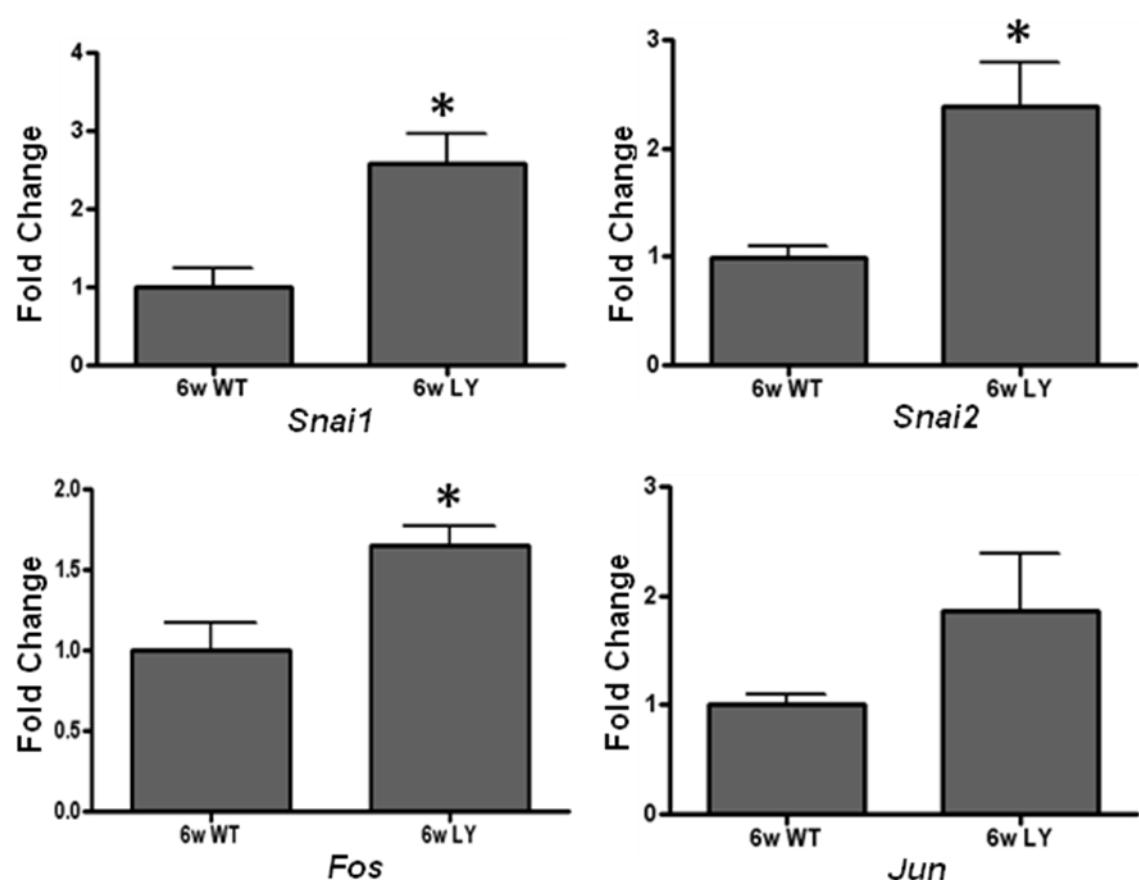 Fold Change
4
3
2
1
0
*
6w WT
6w LY
Snai1
Fold Change
3
2
1
0
*
6w WT
6w LY
Snai2
Fold Change
2.0
1.5
1.0
0.5
0.0
*
6w WT
6w LY
Fos
Fold Change
3
2
1
0
6w WT
6w LY
Jun